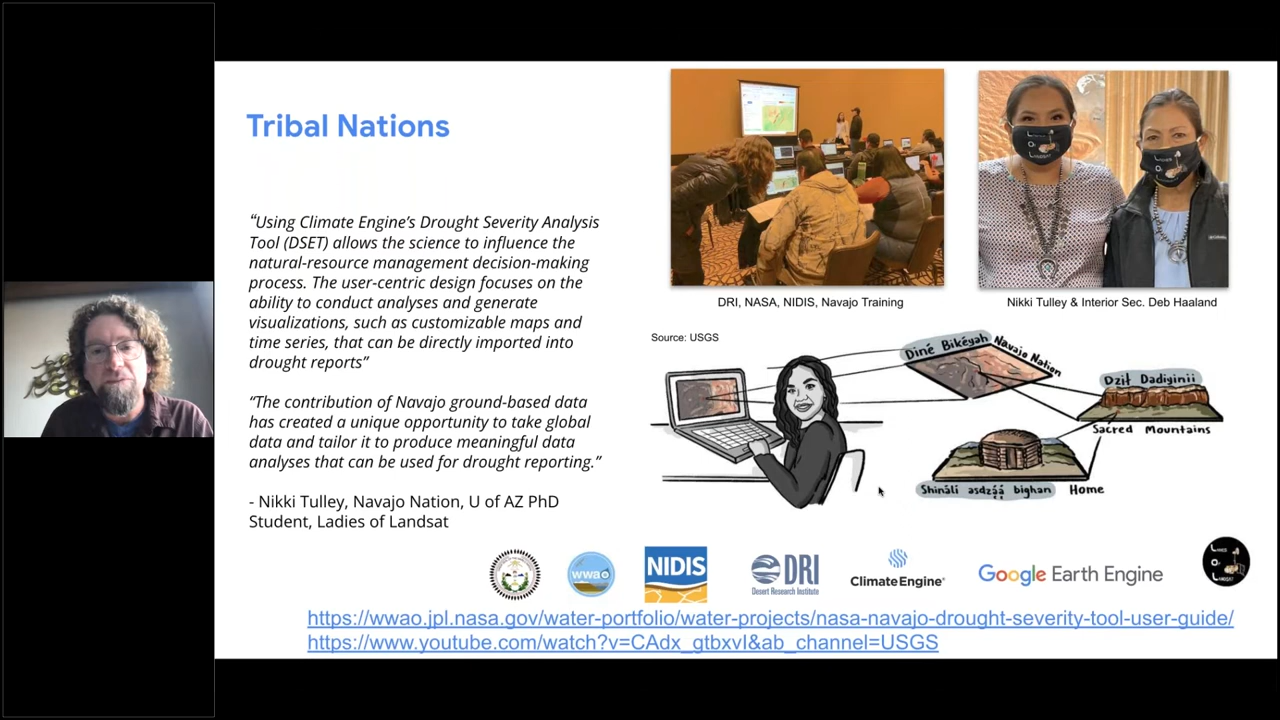 Tribal Nations
“Using Climate Engine’s Drought Severity Analysis
Tool (DSET) allows the science to influence the
natural-resource management decision-making
process. The user-centric design focuses on the
ability to conduct analyses and generate
visualizations, such as customizable maps and
time series, that can be directly imported into
drought reports”
“The contribution of Navajo ground-based data
has created a unique opportunity to take global
data and tailor it to produce meaningful data
analyses that can be used for drought reporting.”
- Nikki Tulley, Navajo Nation, U of AZ PhD
Student, Ladies of Landsat
DRI, NASA, NIDIS, Navajo Training
Nikki Tulley & Interior Sec. Deb Haaland
Source: USGS
Diné Bikéyah Navajo Nation
Dził Dadiginii
Sacred Mountains
Shináli asdzą́ą́ bighan Home
wwao
NIDIS
DRI
Desert Research Institute
ClimateEngine
Google Earth Engine
Ladies
Of
Landsat
https://wwao.jpl.nasa.gov/water-portfolio/water-projects/nasa-navajo-drought-severity-tool-user-guide/
https://www.youtube.com/watch?v=CAdx_gtbxvI&ab_channel=USGS